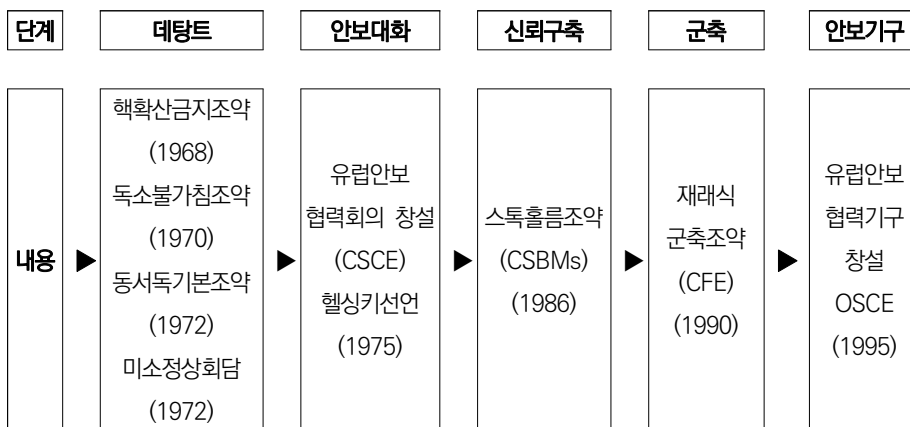 단계
데탕트
안보대화
신뢰구축
군축
안보기구
내용
▶
핵확산금지조약
(1968)
독소불가침조약
(1970)
동서독기본조약
(1972)
미소정상회담
(1972)
▶
유럽안보
협력회의 창설
(CSCE)
헬싱키선언
(1975)
▶
스톡홀름조약
(CSBMs)
(1986)
▶
재래식
군축조약
(CFE)
(1990)
▶
유럽안보
협력기구
창설
OSCE
(1995)